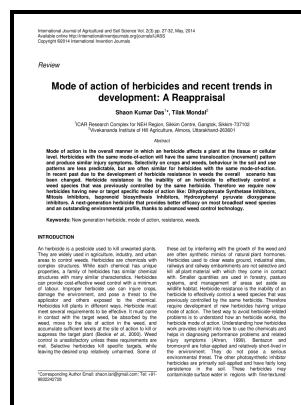 International Journal of Agricultural and Soil Science Vol. 2(3) pp. 27-32, May, 2014
Available online http://internationalinventjournals.org/journals/IJASS
Copyright ©2014 International Invention Journals
Review
Mode of action of herbicides and recent trends in
development: A Reappraisal
Shaon Kumar Das1*, Tilak Mondal2
1ICAR Research Complex for NEH Region, Sikkim Centre, Gangtok, Sikkim-737102
2Vivekananda Institute of Hill Agriculture, Almora, Uttarakhand-263601
Abstract
Mode of action is the overall manner in which an herbicide affects a plant at the tissue or cellular
level. Herbicides with the same mode-of-action will have the same translocation (movement) pattern
and produce similar injury symptoms. Selectivity on crops and weeds, behaviour in the soil and use
patterns are less predictable, but are often similar for herbicides with the same mode-of-action.
In recent past due to the development of herbicide resistance in weeds the overall scenario has
been changed. Herbicide resistance is the inability of an herbicide to effectively control a
weed species that was previously controlled by the same herbicide. Therefore we require now
herbicides having new or target specific mode of action like: Dihydropteroate Synthetase Inhibitors,
Mitosis Inhibitors, Isoprenoid biosynthesis Inhibitors, Hydroxyphenyl pyruvate dioxygenase
inhibitors. A next-generation herbicide that provides better efficacy on most broadleaf weed species
and an outstanding environmental profile, thanks to advanced weed control technology.
Keywords: New generation herbicide, mode of action, resistance, weeds.
INTRODUCTION
An herbicide is a pesticide used to kill unwanted plants.
They are widely used in agriculture, industry, and urban
areas to control weeds. Herbicides are chemicals with
complex structures. While each chemical has unique
properties, a family of herbicides has similar chemical
structures with many similar characteristics. Herbicides
can provide cost-effective weed control with a minimum
of labour. Improper herbicide use can injure crops,
damage the environment, and pose a threat to the
applicator and others exposed to the chemical.
Herbicides kill plants in different ways. Herbicide must
meet several requirements to be effective. It must come
in contact with the target weed, be absorbed by the
weed, move to the site of action in the weed, and
accumulate sufficient levels at the site of action to kill or
suppress the target plant (Becke et al., 2000). Weed
control is unsatisfactory unless these requirements are
met. Selective herbicides kill specific targets, while
leaving the desired crop relatively unharmed. Some of
*Corresponding Author Email: shaon.iari@gmail.com; Tel: +91-
9832242728
these act by interfering with the growth of the weed and
are often synthetic mimics of natural plant hormones.
Herbicides used to clear waste ground, industrial sites,
railways and railway embankments are not selective and
kill all plant material with which they come in contact
with. Smaller quantities are used in forestry, pasture
systems, and management of areas set aside as
wildlife habitat. Herbicide resistance is the inability of an
herbicide to effectively control a weed species that was
previously controlled by the same herbicide. Therefore
require development of new herbicides having unique
mode of action. The best way to avoid herbicide-related
problems is to understand how an herbicide works, the
herbicide mode of action. Understanding how herbicides
work provides insight into how to use the chemicals and
helps in diagnosing performance problems and related
injury symptoms (Ahren, 1999). Bentazon and
bromoxynil are foliar-applied and relatively short-lived in
the environment. They do not pose a serious
environmental threat. The other photosynthetic inhibitor
herbicides are primarily soil-applied and have fairly long
persistence in the soil. These herbicides may
contaminate surface water in regions with fine-textured